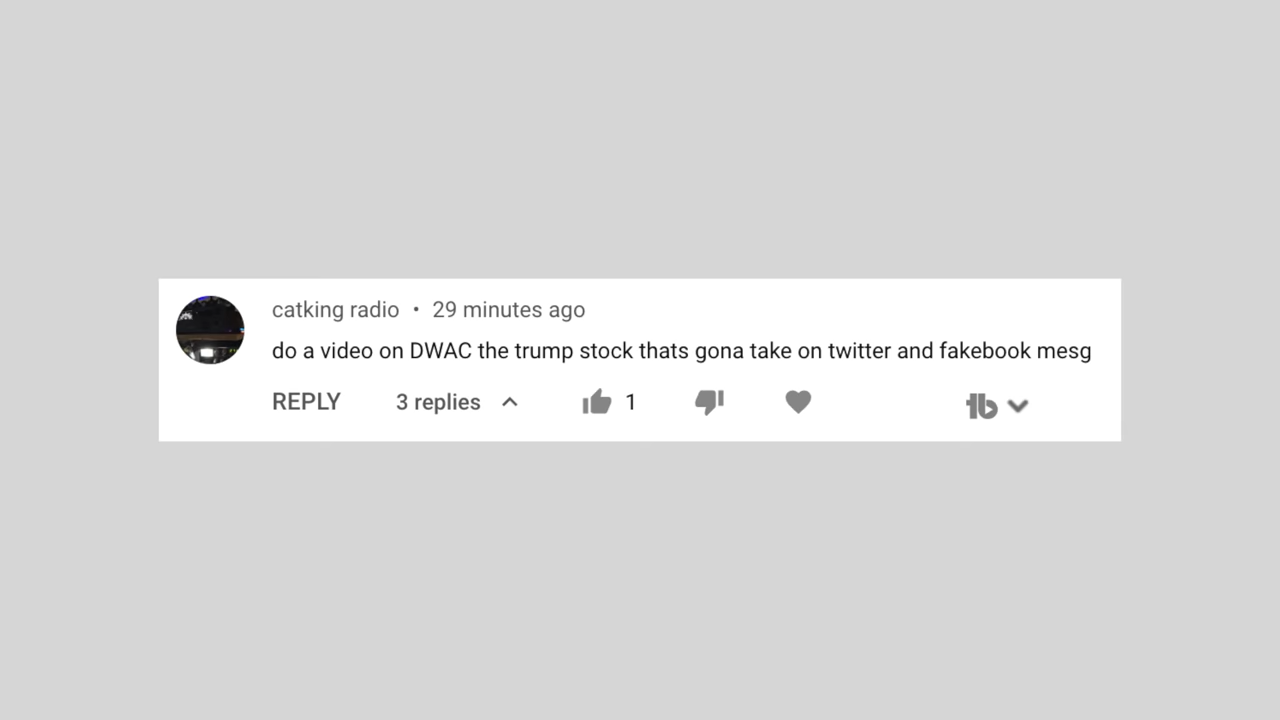 catking radio • 29 minutes ago
do a video on DWAC the trump stock thats gona take on twitter and fakebook mesg
REPLY 3 replies 1 tb